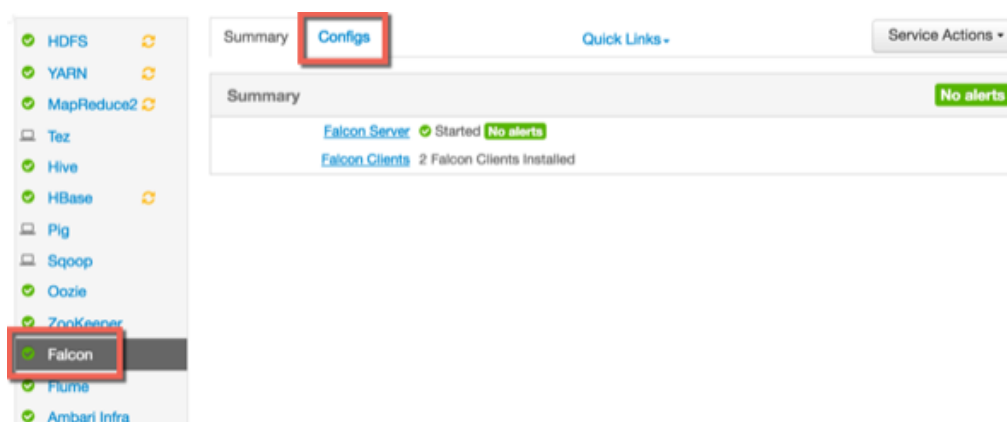 HDFS
YARN
MapReduce2
Tez
Hive
HBase
Pig
Sqoop
Oozie
ZooKeeper
Falcon
Flume
Ambari Infra
Summary Configs Quick Links Service Actions
Summary No alerts
Falcon Server Started No alerts
Falcon Clients 2 Falcon Clients Installed